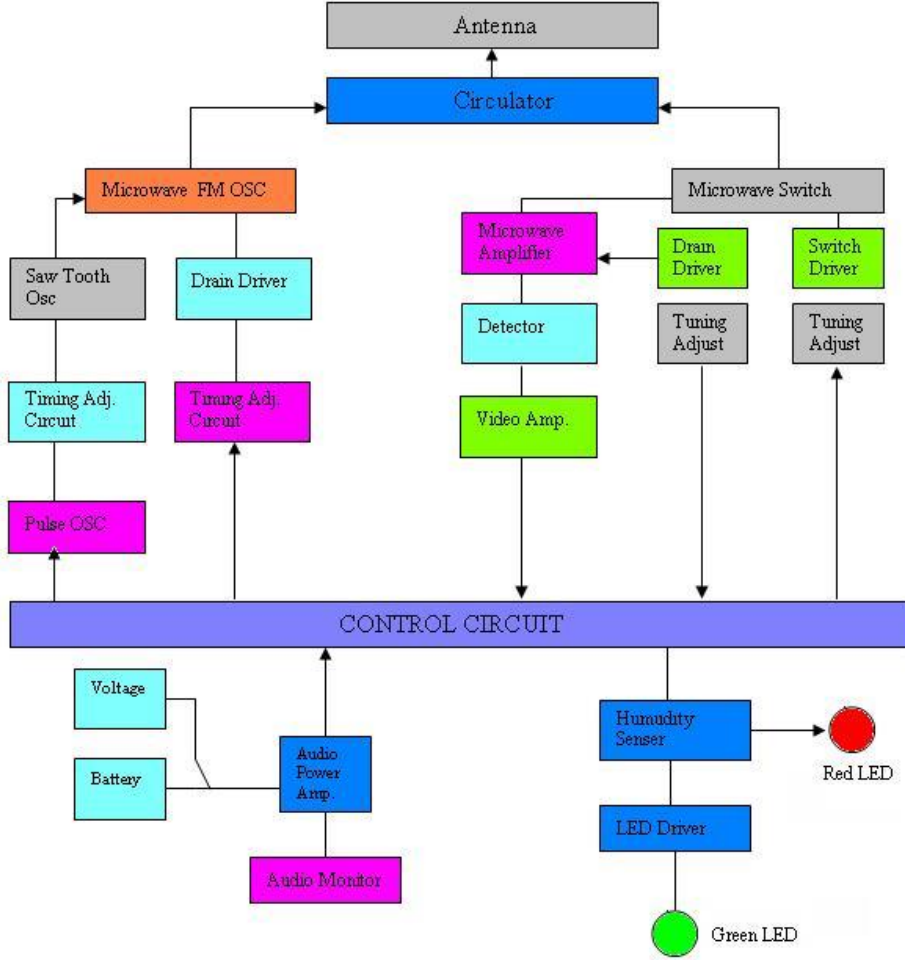 Antenna
Circulator
Microwave FM OSC
Microwave Switch
Microwave
Amplifier
Drain
Driver
Switch
Driver
Saw Tooth
Osc
Drain Driver
Detector
Tuning
Adjust
Tuning
Adjust
Timing Adj.
Circuit
Timing Adj.
Circuit
Video Amp.
Pulse OSC
CONTROL CIRCUIT
Voltage
Battery
Audio
Power
Amp.
Audio Monitor
Humudity
Senser
Red LED
LED Driver
Green LED